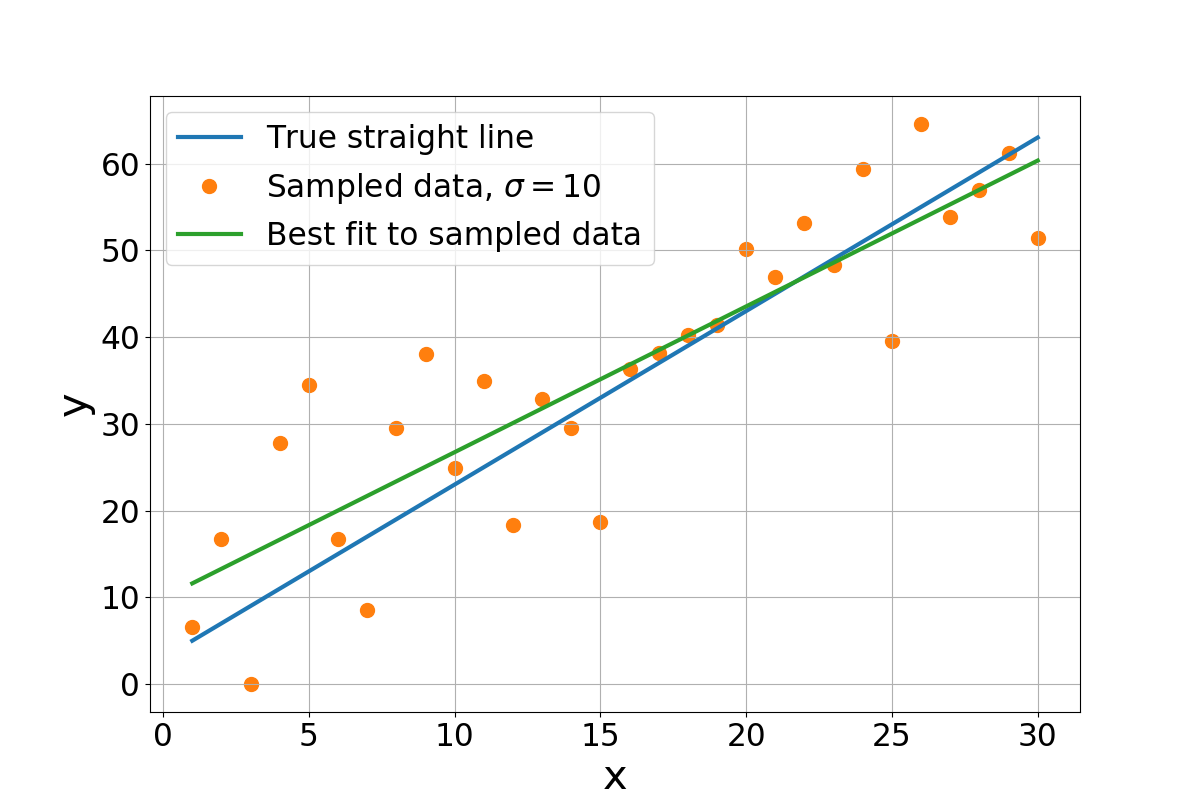 True straight line
Sampled data, σ = 10
Best fit to sampled data
60
50
40
30
20
10
0
y
0 5 10 15 20 25 30
x